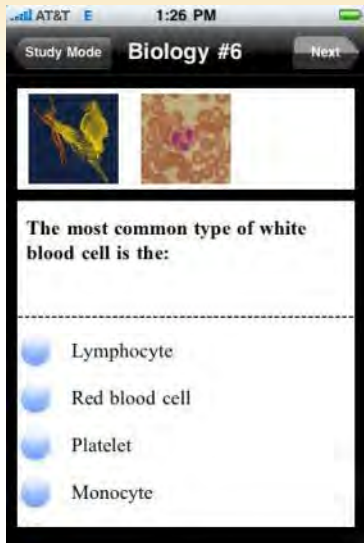 AT&T E 1:26 PM
Study Mode Biology #6 Next
The most common type of white
blood cell is the:
Lymphocyte
Red blood cell
Platelet
Monocyte